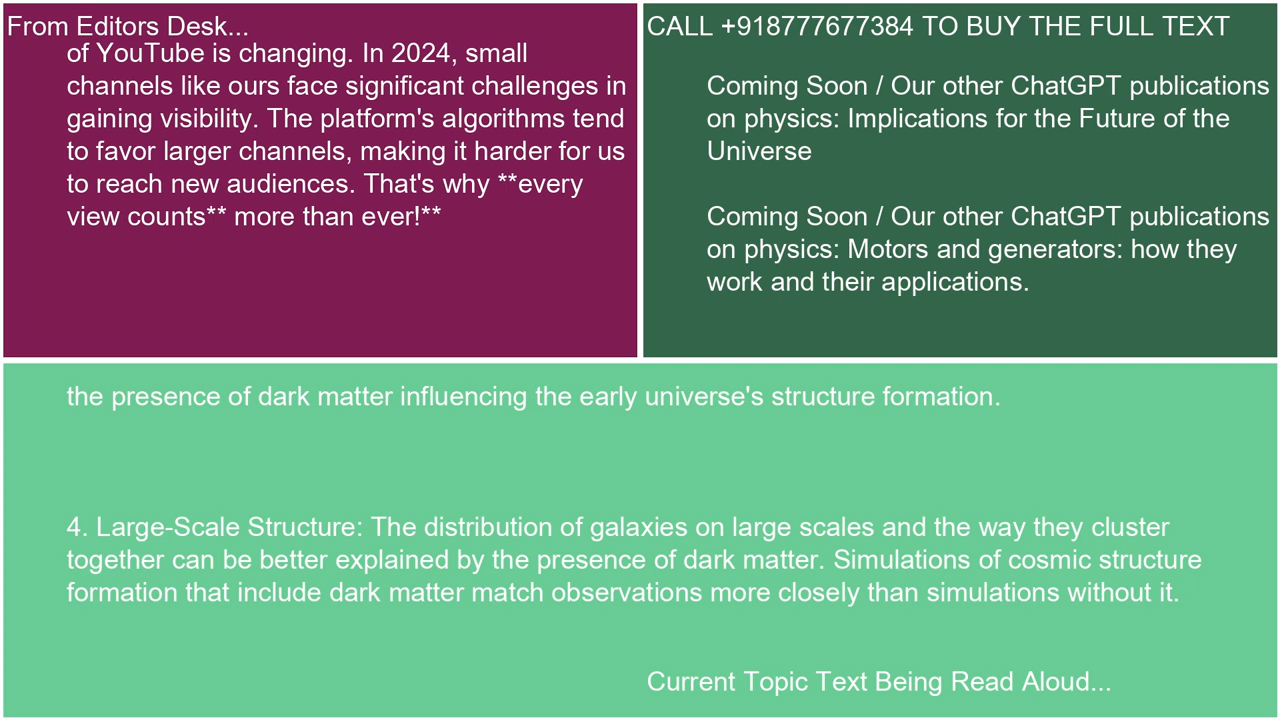 From Editors Desk...
of YouTube is changing. In 2024, small
channels like ours face significant challenges in
gaining visibility. The platform's algorithms tend
to favor larger channels, making it harder for us
to reach new audiences. That's why **every
view counts** more than ever!**
CALL +918777677384 TO BUY THE FULL TEXT
Coming Soon / Our other ChatGPT publications
on physics: Implications for the Future of the
Universe
Coming Soon / Our other ChatGPT publications
on physics: Motors and generators: how they
work and their applications.
the presence of dark matter influencing the early universe's structure formation.
4. Large-Scale Structure: The distribution of galaxies on large scales and the way they cluster
together can be better explained by the presence of dark matter. Simulations of cosmic structure
formation that include dark matter match observations more closely than simulations without it.
Current Topic Text Being Read Aloud...